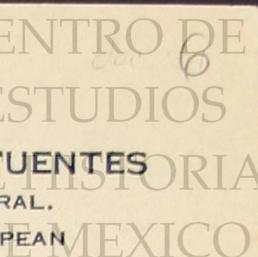 ENTRO DE
6
ESTUDIOS
FUENTES
E HISTORIA
RAL.
E MEXICO
PEAN